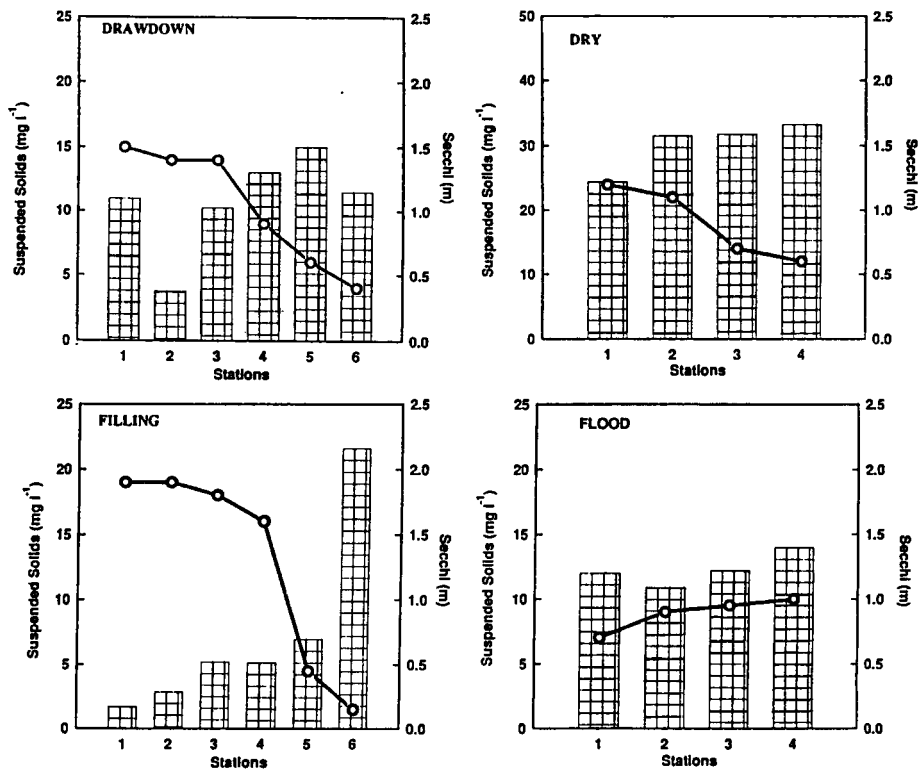 DRAWDOWN
25
20
15
10
5
0
Suspended Solids (mg l⁻¹)
2.5
2.0
1.5
1.0
0.5
0.0
Secchi (m)
1 2 3 4 5 6
Stations
DRY
50
40
30
20
10
0
Suspended Solids (mg l⁻¹)
2.5
2.0
1.5
1.0
0.5
0.0
Secchi (m)
1 2 3 4
Stations
FILLING
25
20
15
10
5
0
Suspended Solids (mg l⁻¹)
2.5
2.0
1.5
1.0
0.5
0.0
Secchi (m)
1 2 3 4 5 6
Stations
FLOOD
25
20
15
10
5
0
Suspended Solids (mg l⁻¹)
2.5
2.0
1.5
1.0
0.5
0.0
Secchi (m)
1 2 3 4
Stations